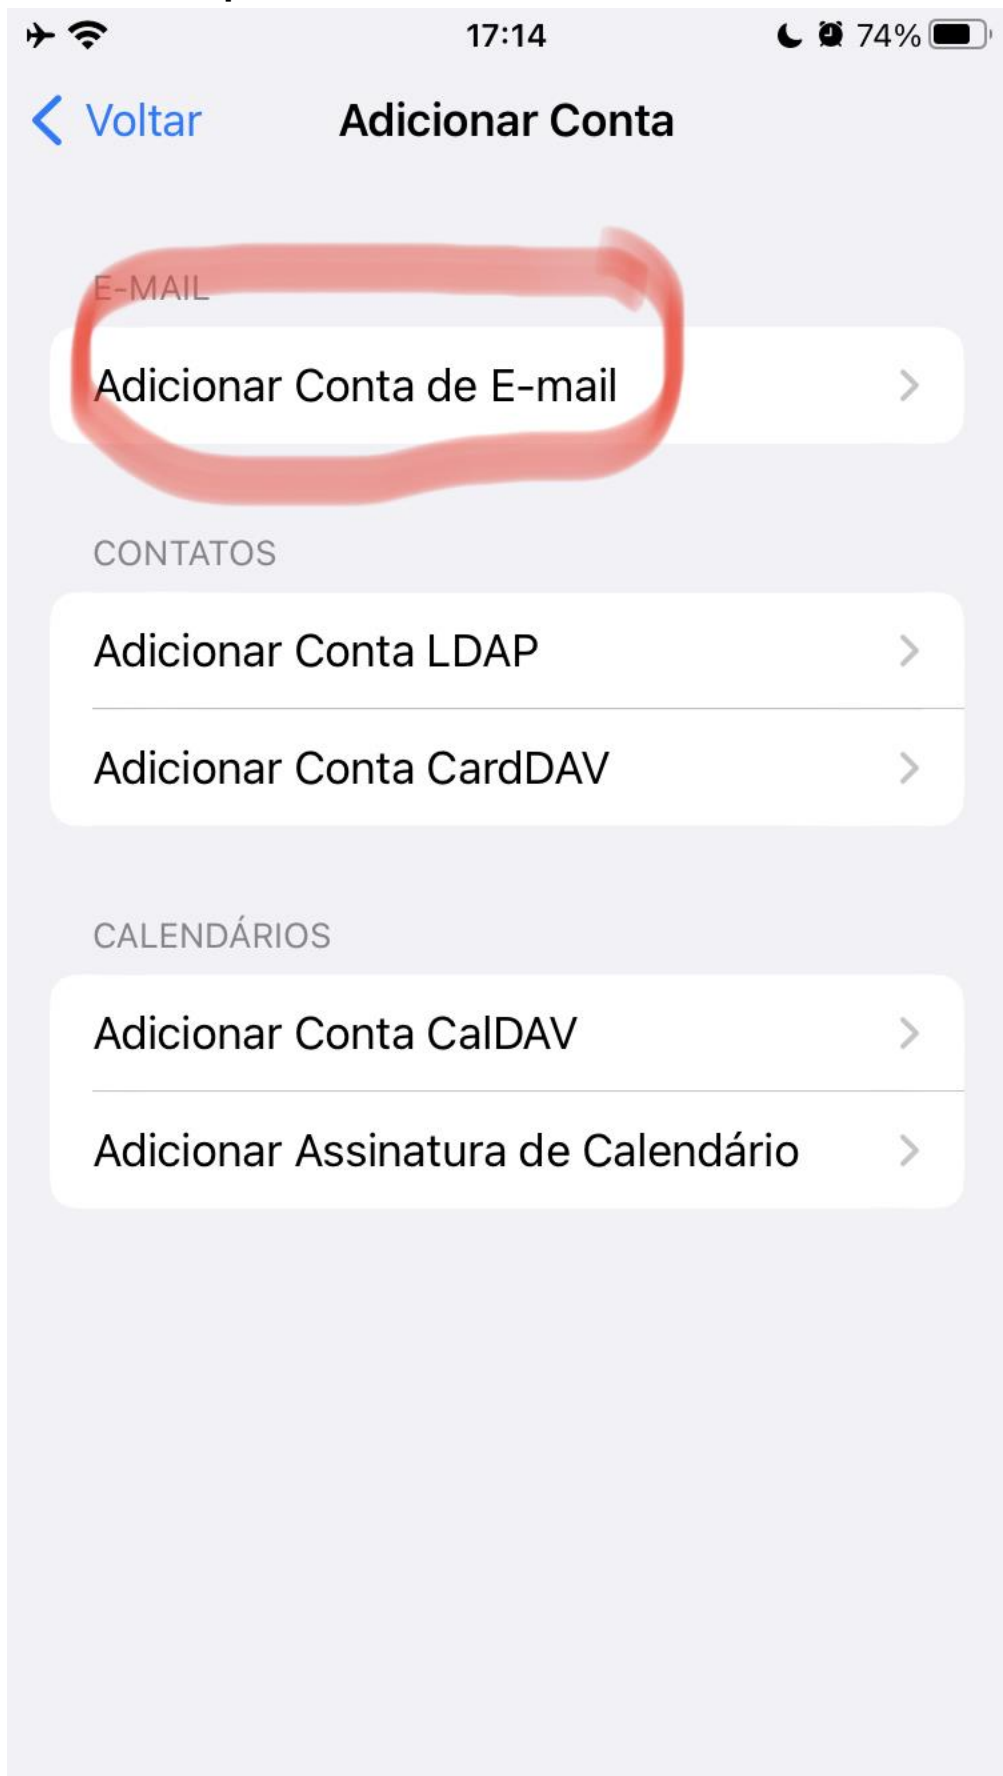 17:14 74%
Voltar Adicionar Conta
E-MAIL
Adicionar Conta de E-mail
CONTATOS
Adicionar Conta LDAP
Adicionar Conta CardDAV
CALENDÁRIOS
Adicionar Conta CalDAV
Adicionar Assinatura de Calendário